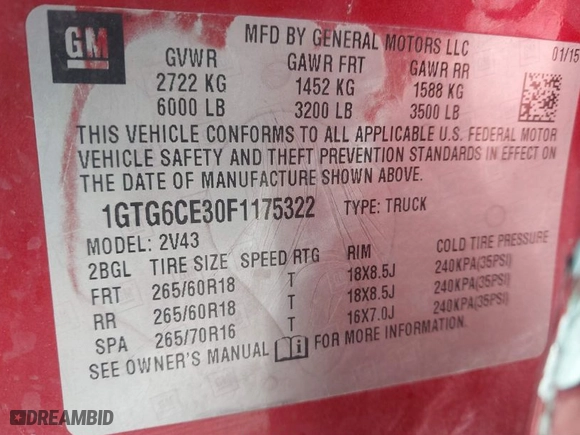 GM
MFD BY GENERAL MOTORS LLC 01/15
GVWR GAWR FRT GAWR RR
2722 KG 1452 KG 1588 KG
6000 LB 3200 LB 3500 LB
THIS VEHICLE CONFORMS TO ALL APPLICABLE U.S. FEDERAL MOTOR
VEHICLE SAFETY AND THEFT PREVENTION STANDARDS IN EFFECT ON
THE DATE OF MANUFACTURE SHOWN ABOVE.
1GTG6CE30F1175322 TYPE: TRUCK
MODEL: 2V43
2BGL TIRE SIZE SPEED RTG RIM COLD TIRE PRESSURE
FRT 265/60R18 T 18X8.5J 240KPA(35PSI)
RR 265/60R18 T 18X8.5J 240KPA(35PSI)
SPA 265/70R16 T 16X7.0J 240KPA(35PSI)
SEE OWNER'S MANUAL FOR MORE INFORMATION.
DREAMBID